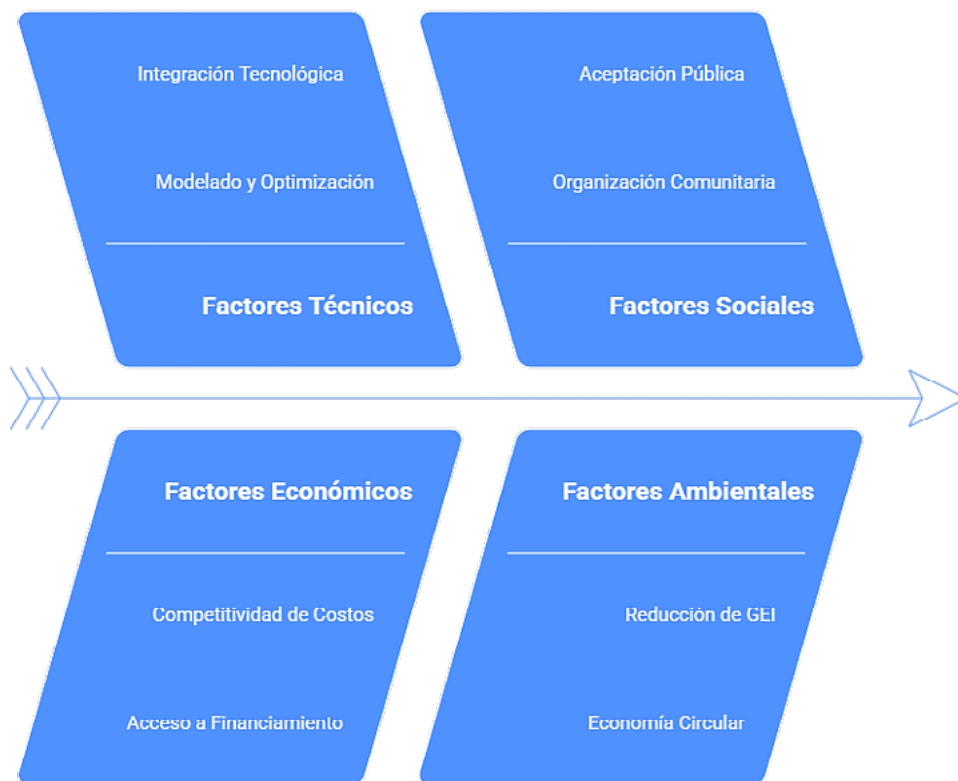 Integración Tecnológica
Modelado y Optimización
Factores Técnicos
Aceptación Pública
Organización Comunitaria
Factores Sociales
Factores Económicos
Competitividad de Costos
Acceso a Financiamiento
Factores Ambientales
Reducción de GEI
Economía Circular